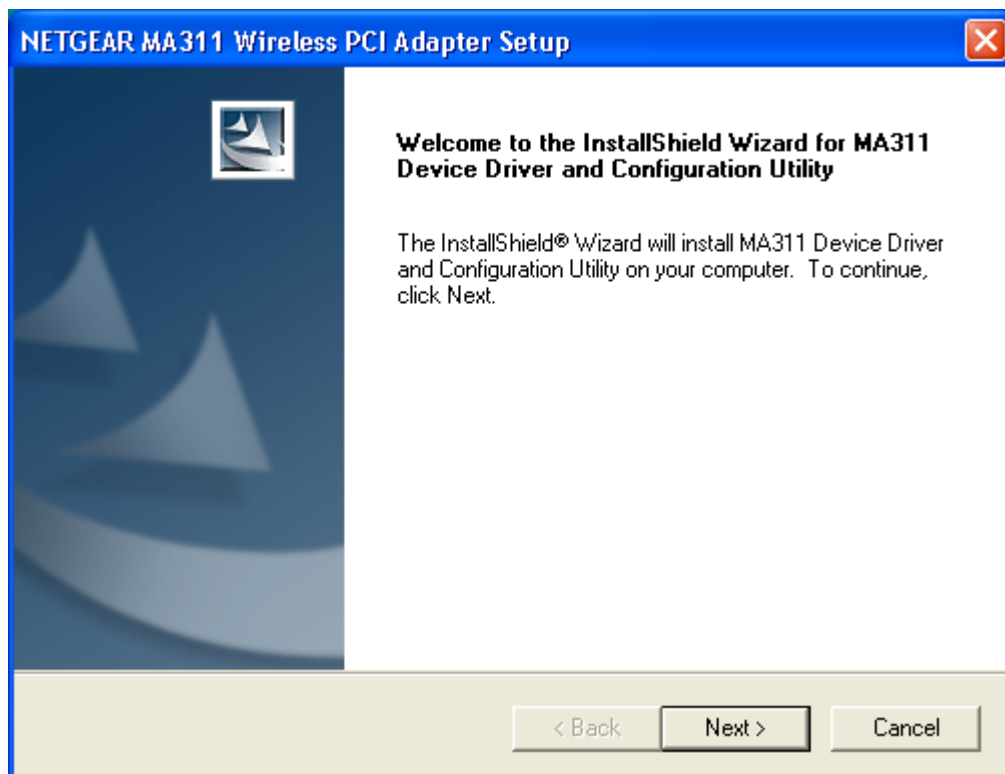 NETGEAR MA311 Wireless PCI Adapter Setup
Welcome to the InstallShield Wizard for MA311
Device Driver and Configuration Utility
The InstallShield® Wizard will install MA311 Device Driver
and Configuration Utility on your computer.  To continue,
click Next.
< Back
Next >
Cancel